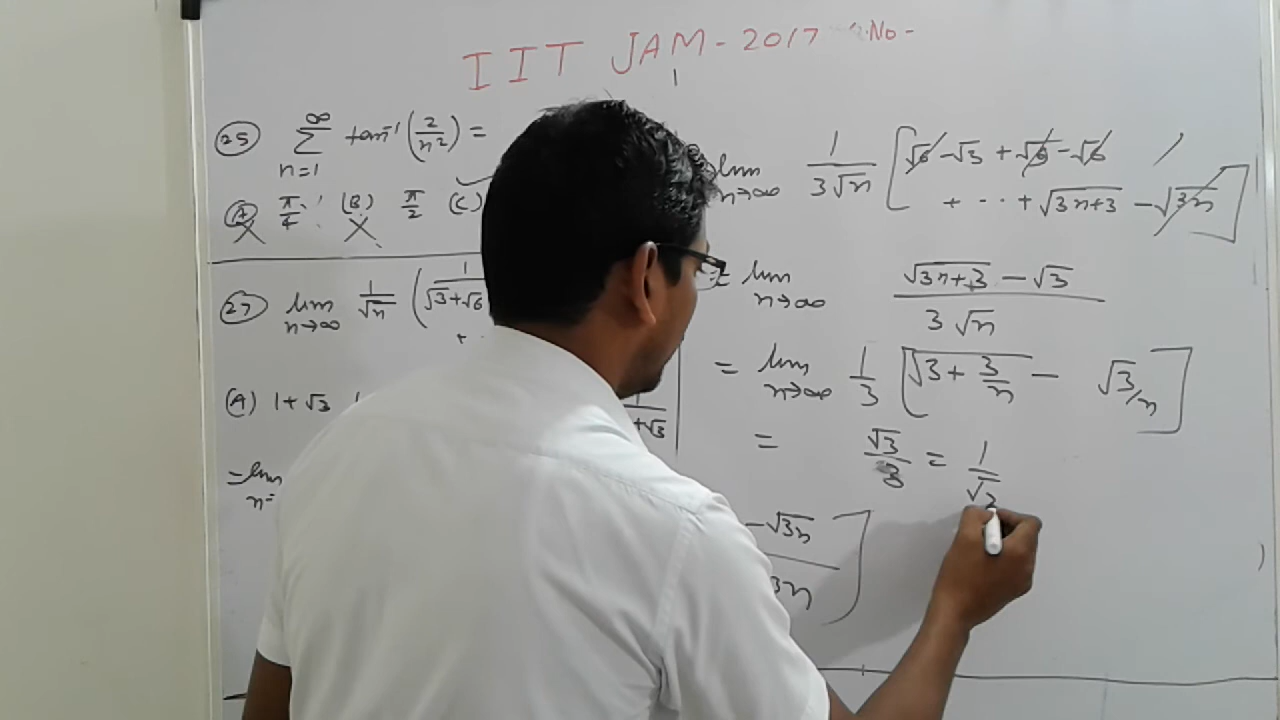 IIT JAM - 2017 No -
25 ∞ ∑ n=1 tan⁻¹(2/n²) =
(A) π/4 (B) π/2 (C)
27 lim n→∞ 1/√n (1/√3+√6
+ ..
(A) 1+√3 +√3
= lim
-√3n
3n ]
lim n→∞ 1/3√n [√6 - √3 + √9 - √6
+ ... + √3n+3 - √3n ]
= lim n→∞ √3n+3 - √3 / 3√n
= lim n→∞ 1/3 [√3 + 3/n - √3/n ]
= √3/3 = 1/√3